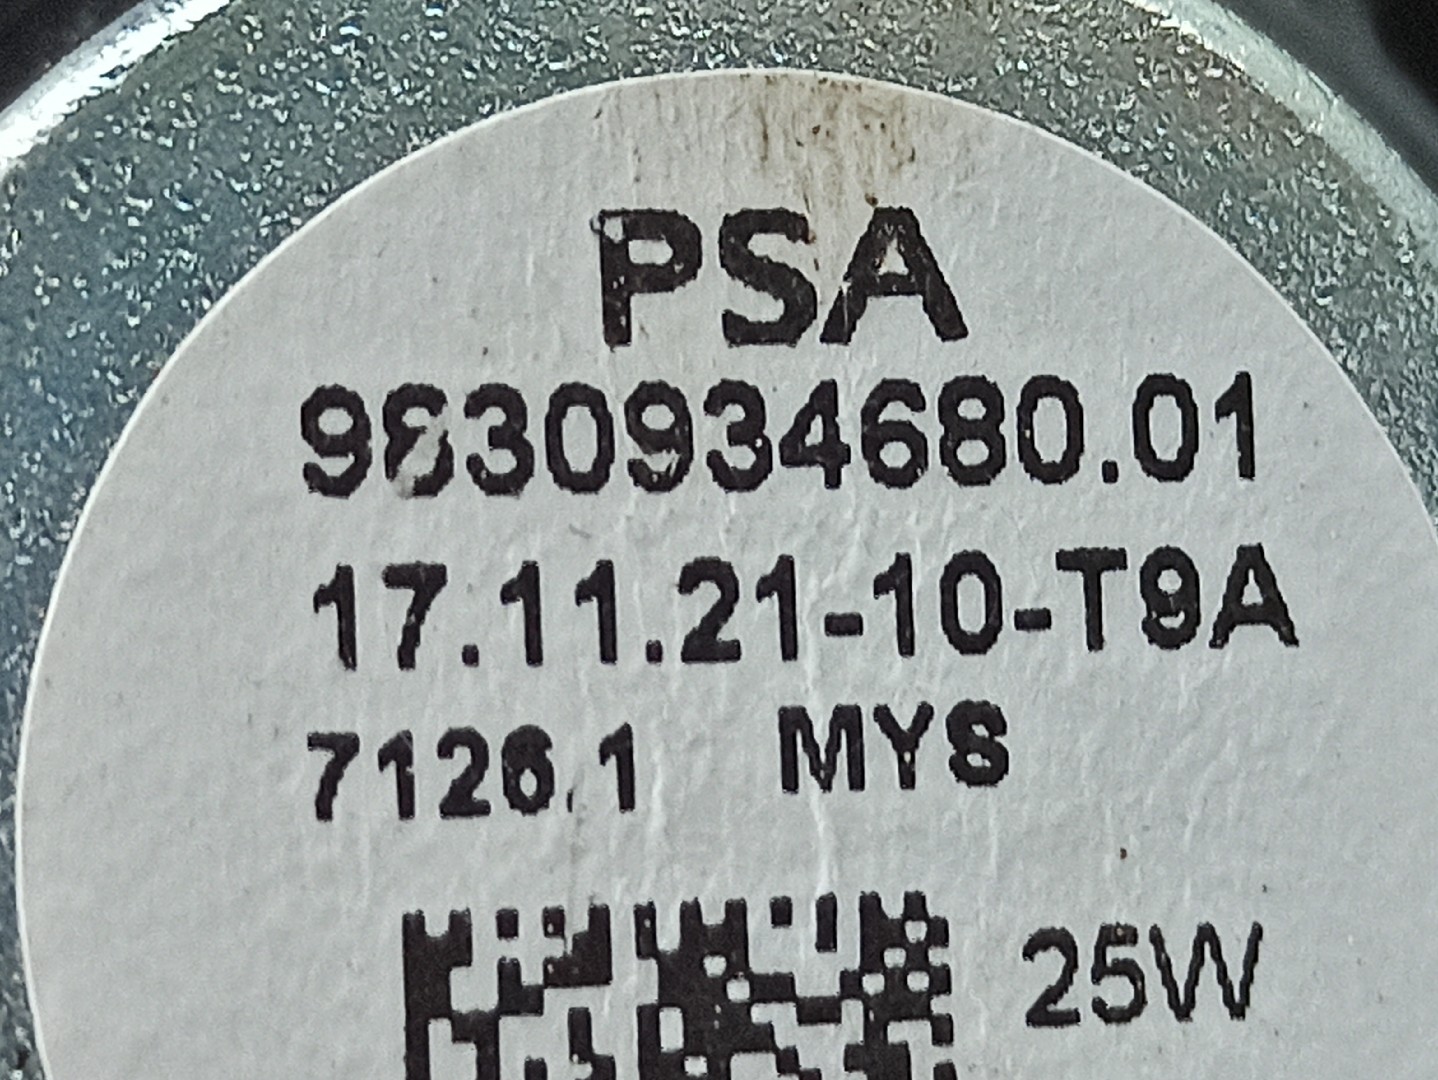 PSA
9830934680.01
17.11.21-10-T9A
7126.1 MYS
25W